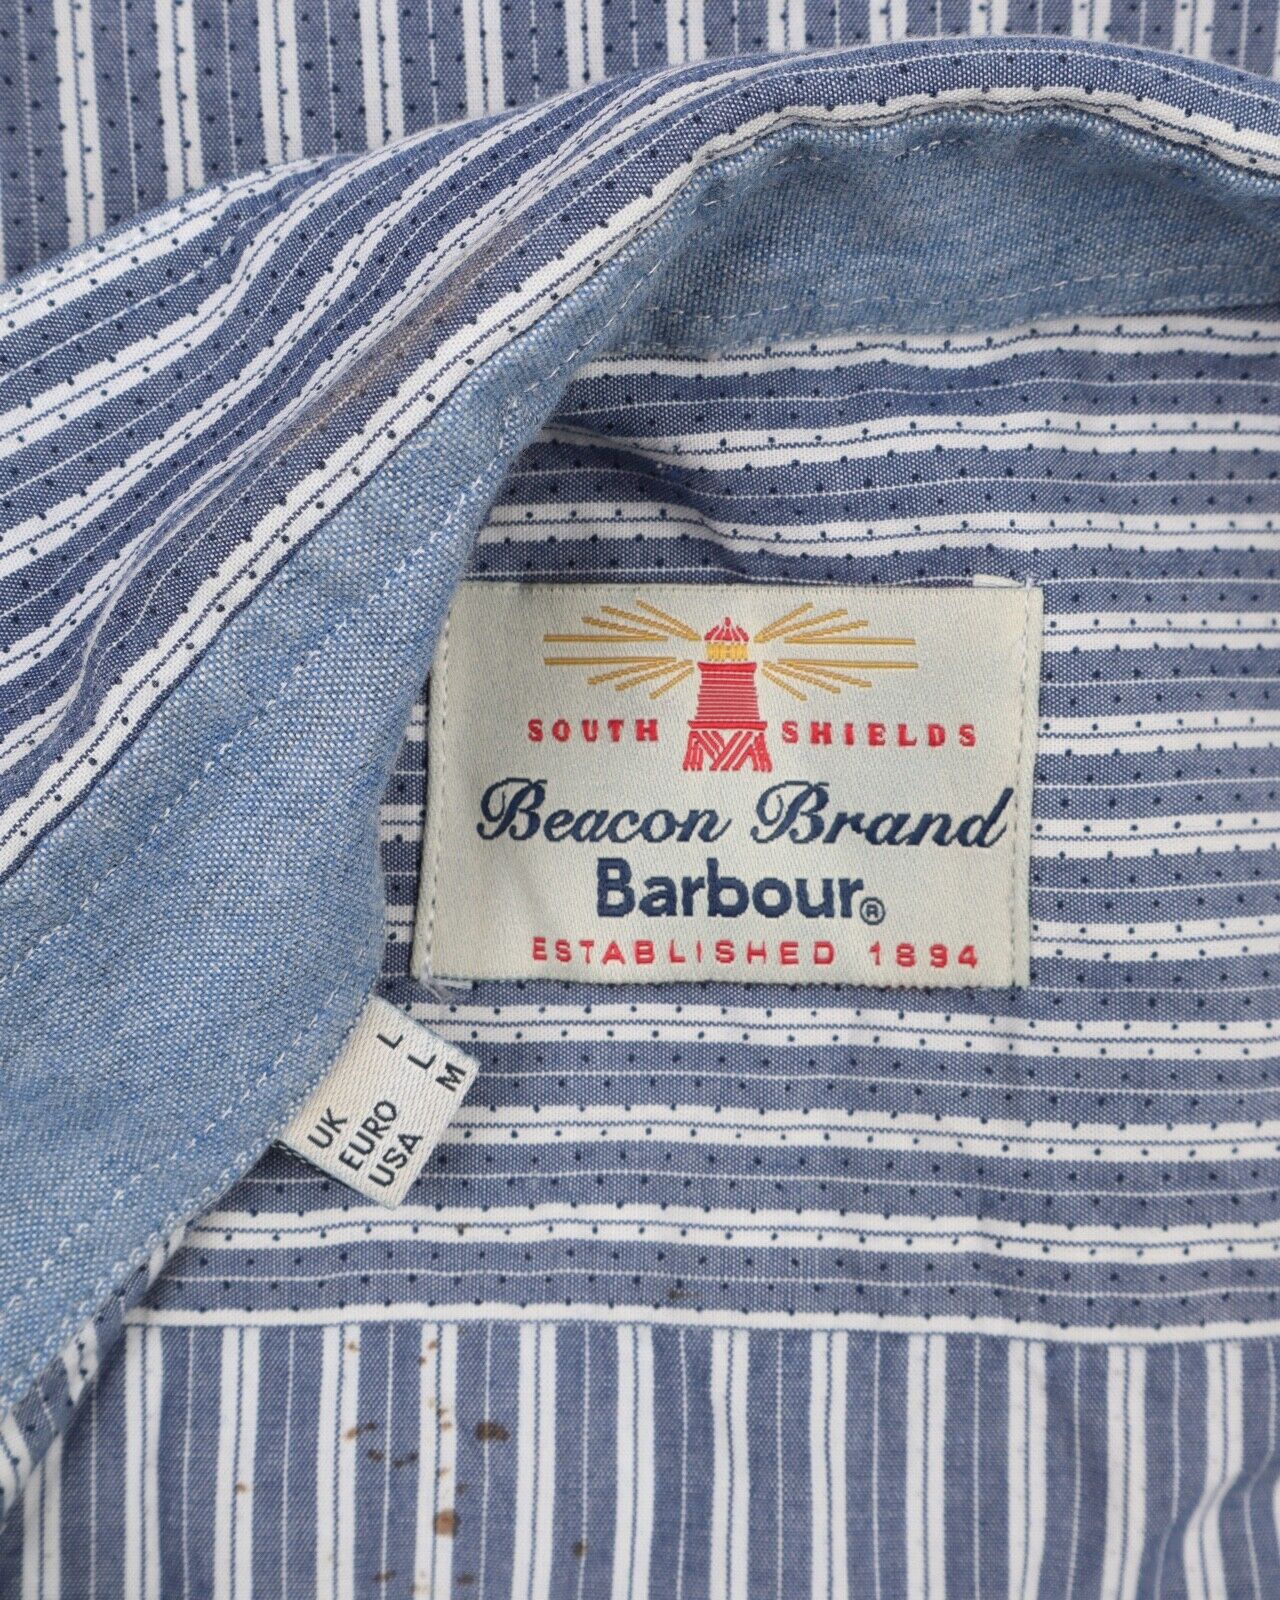 SOUTH SHIELDS
Beacon Brand
Barbour®
ESTABLISHED 1894
UK L
EURO L
USA M